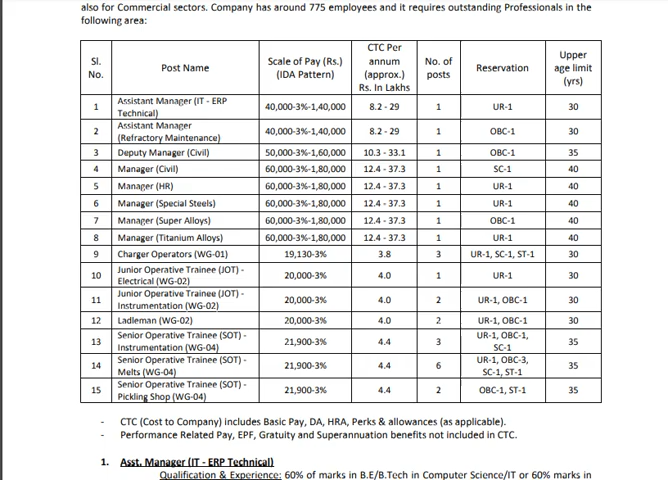 also for Commercial sectors. Company has around 775 employees and it requires outstanding Professionals in the
following area:
Sl. No. Post Name Scale of Pay (Rs.) (IDA Pattern) CTC Per annum (approx.) Rs. In Lakhs No. of posts Reservation Upper age limit (yrs)
1 Assistant Manager (IT - ERP Technical) 40,000-3%-1,40,000 8.2 - 29 1 UR-1 30
2 Assistant Manager (Refractory Maintenance) 40,000-3%-1,40,000 8.2 - 29 1 OBC-1 30
3 Deputy Manager (Civil) 50,000-3%-1,60,000 10.3 - 33.1 1 OBC-1 35
4 Manager (Civil) 60,000-3%-1,80,000 12.4 - 37.3 1 SC-1 40
5 Manager (HR) 60,000-3%-1,80,000 12.4 - 37.3 1 UR-1 40
6 Manager (Special Steels) 60,000-3%-1,80,000 12.4 - 37.3 1 UR-1 40
7 Manager (Super Alloys) 60,000-3%-1,80,000 12.4 - 37.3 1 OBC-1 40
8 Manager (Titanium Alloys) 60,000-3%-1,80,000 12.4 - 37.3 1 UR-1 40
9 Charger Operators (WG-01) 19,130-3% 3.8 3 UR-1, SC-1, ST-1 30
10 Junior Operative Trainee (JOT) - Electrical (WG-02) 20,000-3% 4.0 1 UR-1 30
11 Junior Operative Trainee (JOT) - Instrumentation (WG-02) 20,000-3% 4.0 2 UR-1, OBC-1 30
12 Ladleman (WG-02) 20,000-3% 4.0 2 UR-1, OBC-1 30
13 Senior Operative Trainee (SOT) - Instrumentation (WG-04) 21,900-3% 4.4 3 UR-1, OBC-1, SC-1 35
14 Senior Operative Trainee (SOT) - Melts (WG-04) 21,900-3% 4.4 6 UR-1, OBC-3, SC-1, ST-1 35
15 Senior Operative Trainee (SOT) - Pickling Shop (WG-04) 21,900-3% 4.4 2 OBC-1, ST-1 35
- CTC (Cost to Company) includes Basic Pay, DA, HRA, Perks & allowances (as applicable).
- Performance Related Pay, EPF, Gratuity and Superannuation benefits not included in CTC.
1. Asst. Manager (IT - ERP Technical)
Qualification & Experience: 60% of marks in B.E/B.Tech in Computer Science/IT or 60% marks in